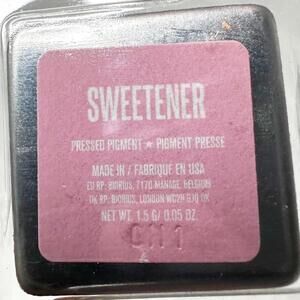 SWEETENER
PRESSED PIGMENT ★ PIGMENT PRESSE
MADE IN / FABRIQUE EN USA
EU RP: BIORIUS, 7170 MANAGE, BELGIUM
UK RP: BIORIUS, LONDON WC2H 9JQ UK
NET WT. 1.5 G/ 0.05 OZ.